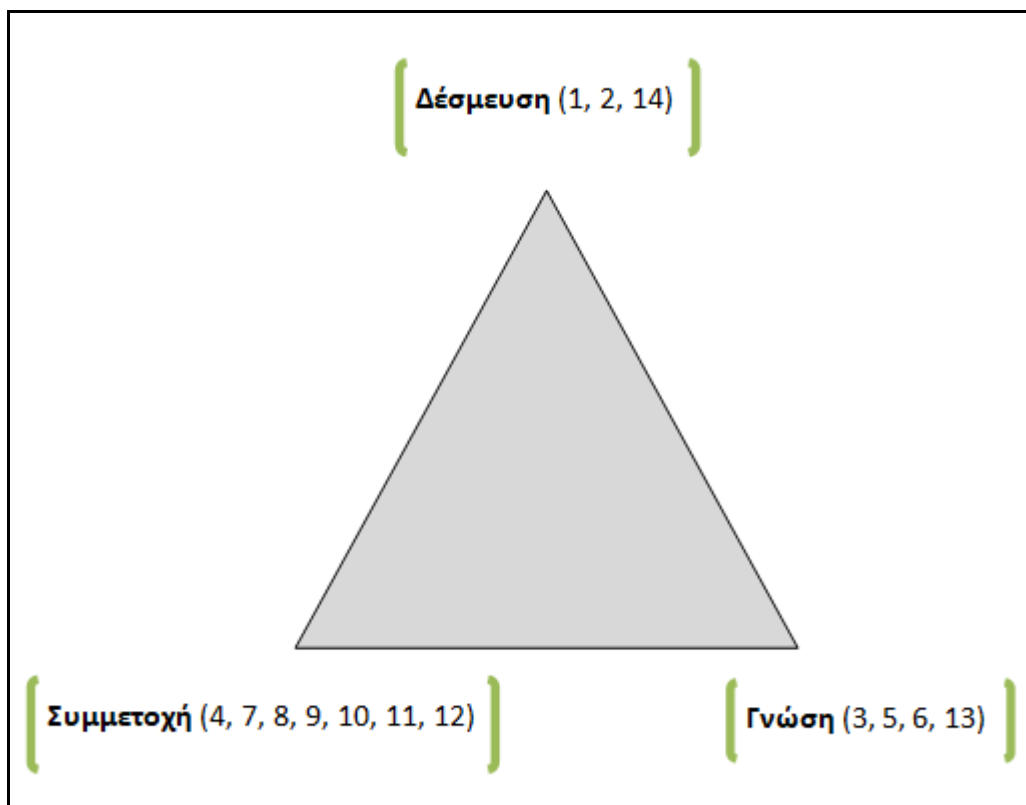 Δέσμευση (1, 2, 14)
Συμμετοχή (4, 7, 8, 9, 10, 11, 12)
Γνώση (3, 5, 6, 13)